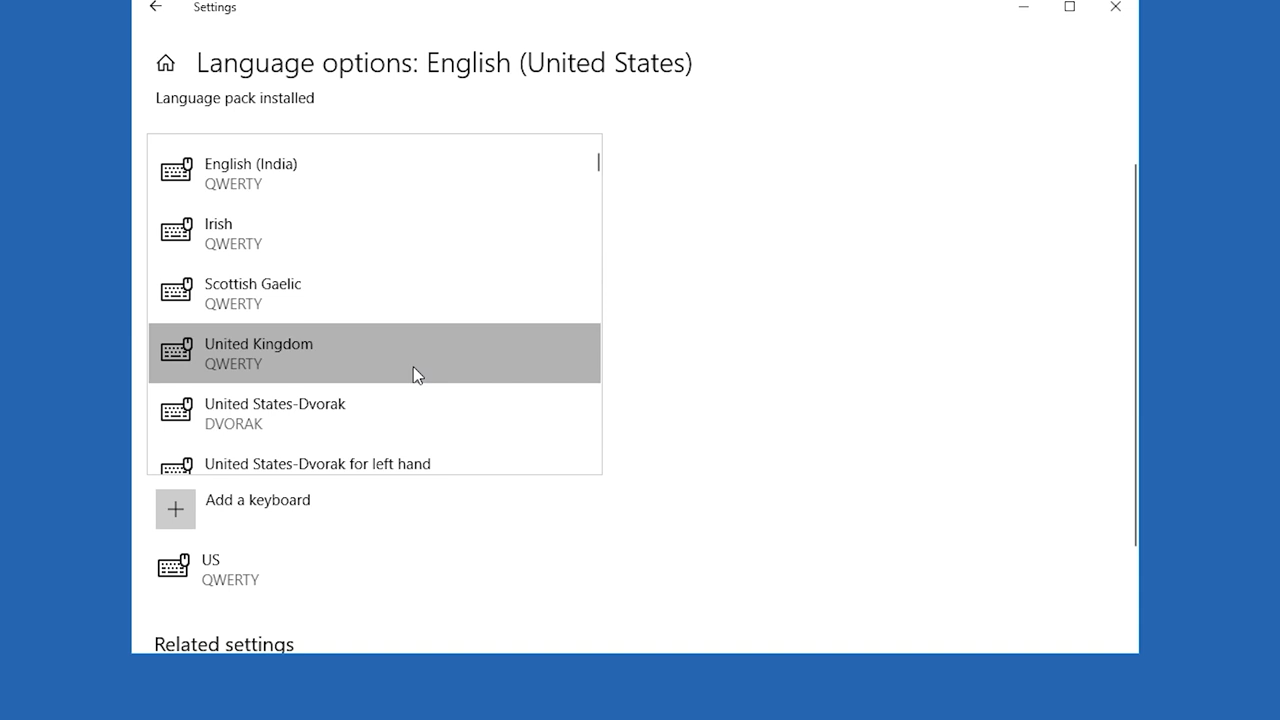 Settings
Language options: English (United States)
Language pack installed
English (India)
QWERTY
Irish
QWERTY
Scottish Gaelic
QWERTY
United Kingdom
QWERTY
United States-Dvorak
DVORAK
United States-Dvorak for left hand
Add a keyboard
US
QWERTY
Related settings